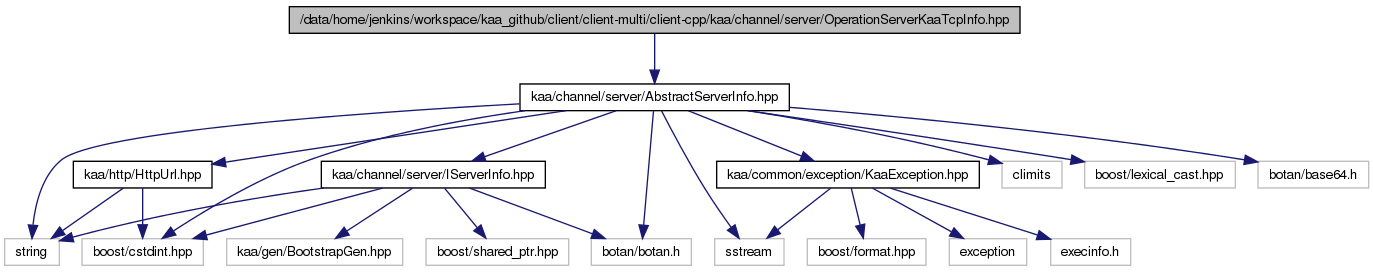 /data/home/jenkins/workspace/kaa_github/client/client-multi/client-cpp/kaa/channel/server/OperationServerKaaTcpInfo.hpp
kaa/channel/server/AbstractServerInfo.hpp
kaa/http/HttpUrl.hpp
kaa/channel/server/IServerInfo.hpp
kaa/common/exception/KaaException.hpp
climits
boost/lexical_cast.hpp
botan/base64.h
string
boost/cstdint.hpp
kaa/gen/BootstrapGen.hpp
boost/shared_ptr.hpp
botan/botan.h
sstream
boost/format.hpp
exception
execinfo.h